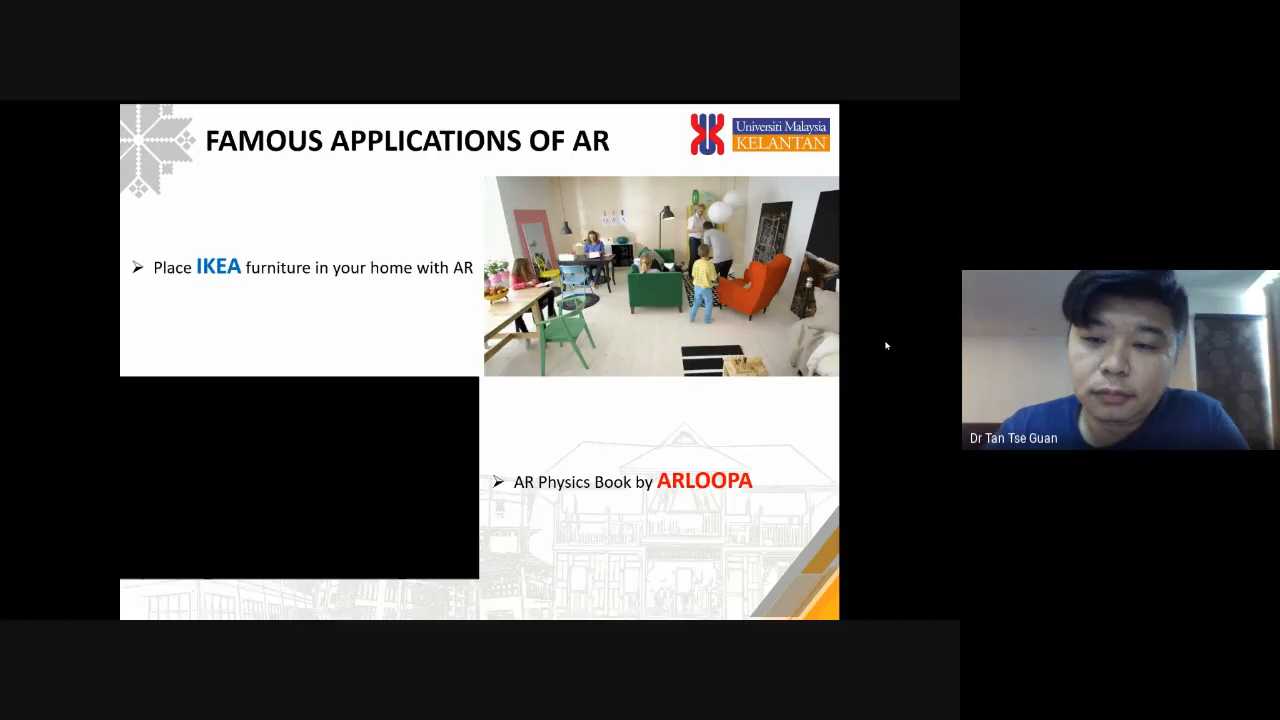 FAMOUS APPLICATIONS OF AR
Universiti Malaysia
KELANTAN
➢ Place IKEA furniture in your home with AR
➢ AR Physics Book by ARLOOPA
Dr Tan Tse Guan